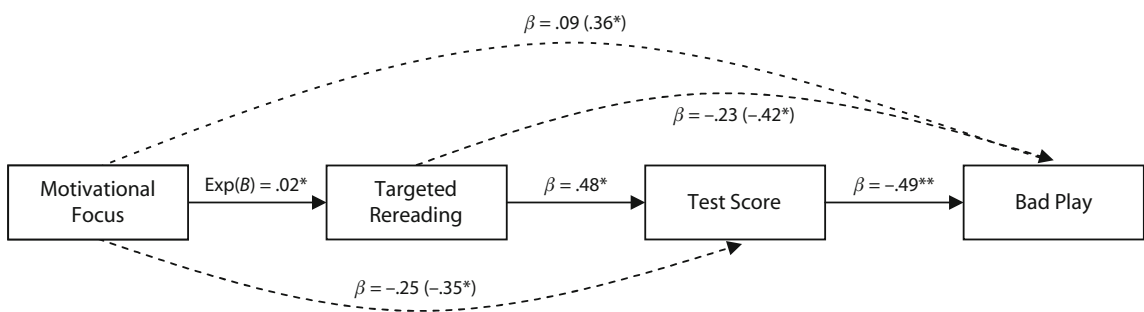 β = .09 (.36*)
β = –.23 (–.42*)
Motivational
Focus
Exp(B) = .02*
Targeted
Rereading
β = .48*
Test Score
β = –.49**
Bad Play
β = –.25 (–.35*)